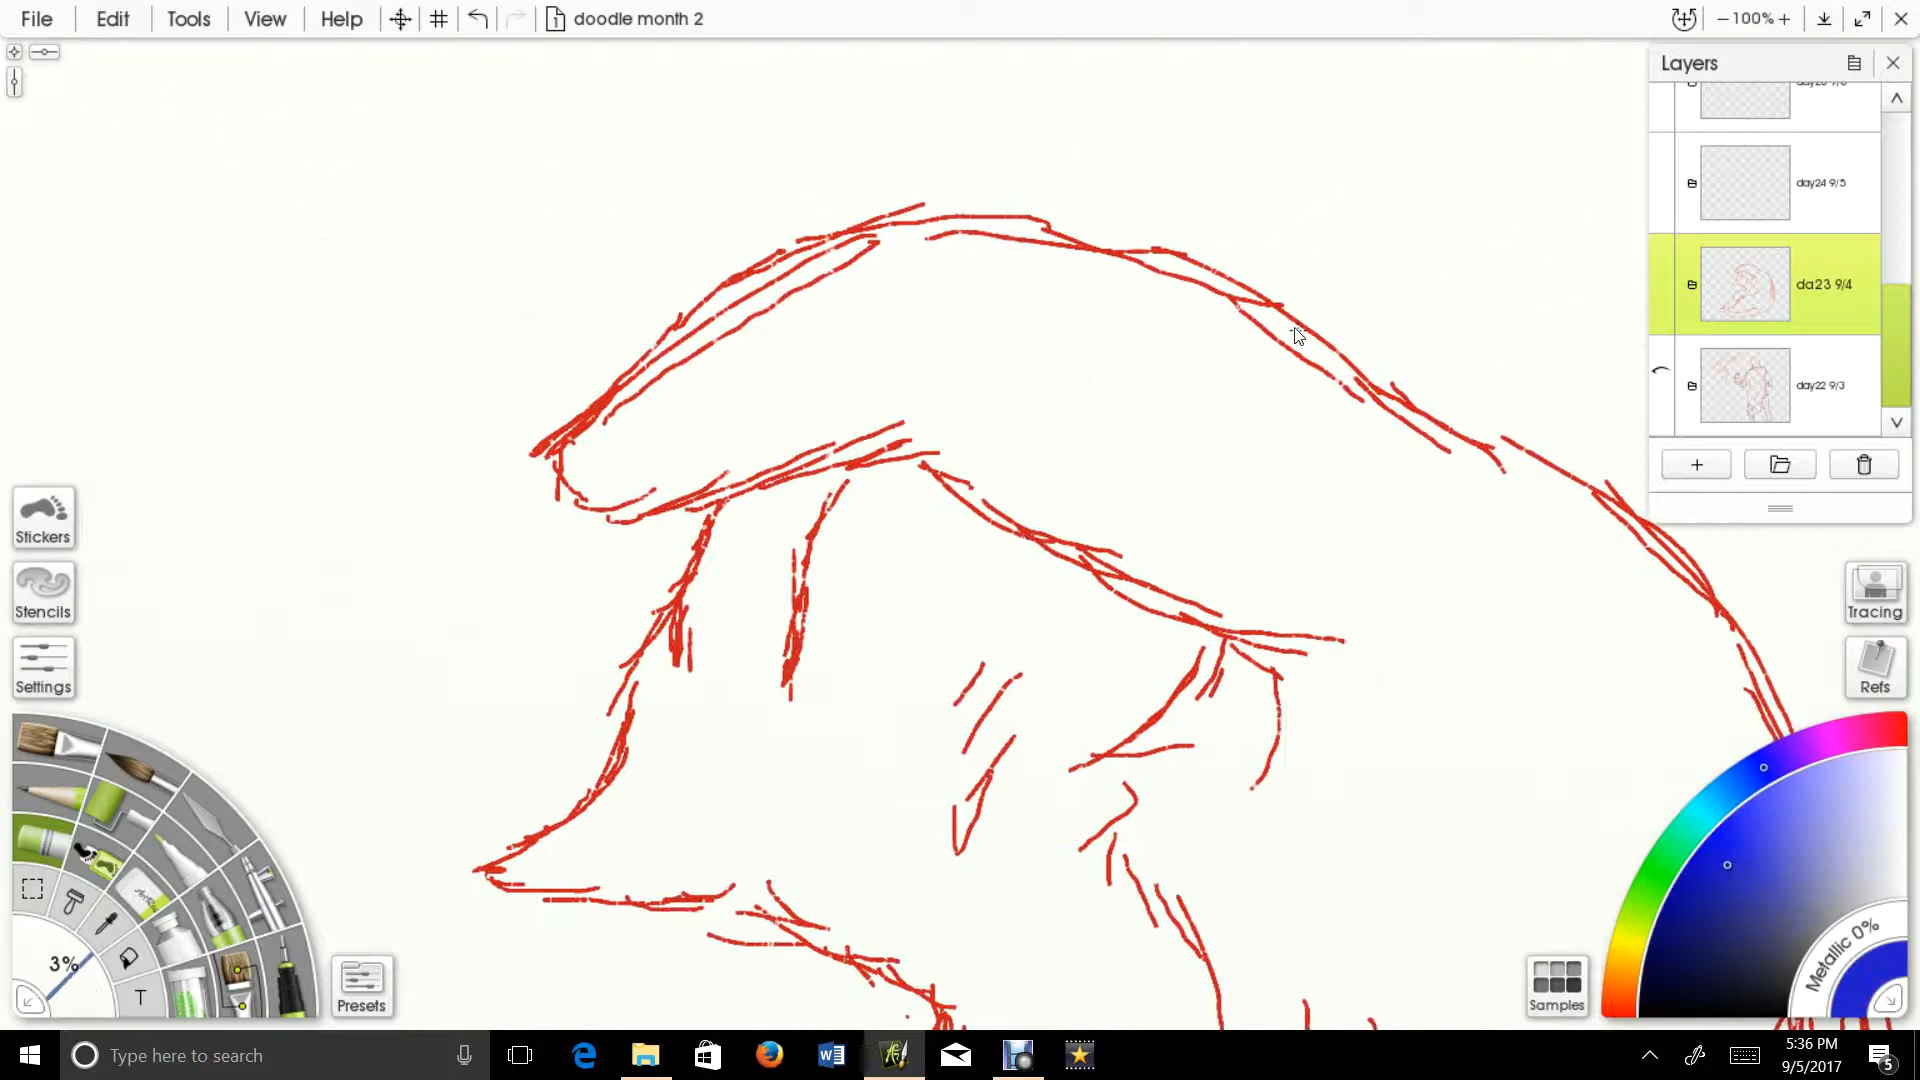 File Edit Tools View Help doodle month 2 100%
Layers
day24 9/5
da23 9/4
day22 9/3
Stickers
Stencils
Settings
Tracing
Refs
3%
T
Presets
Samples
Metallic 0%
Type here to search
5:36 PM
9/5/2017
5